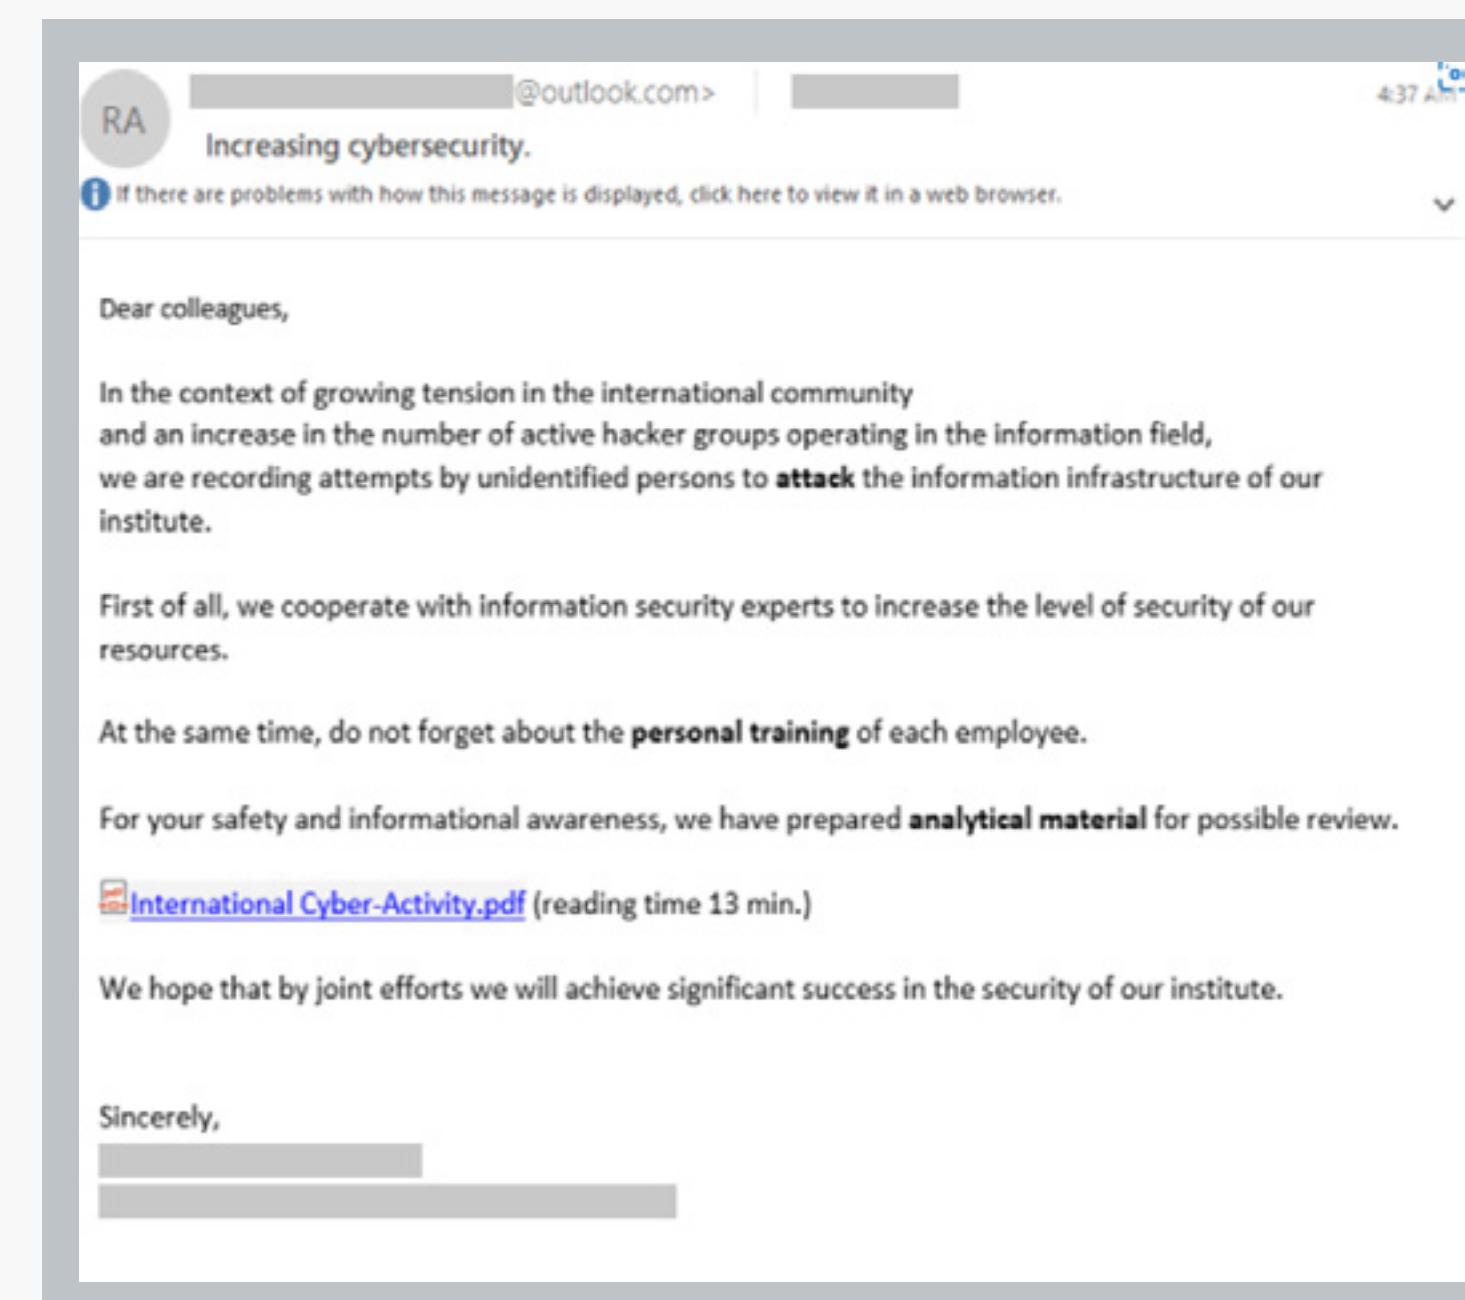 RA
@outlook.com>
4:37 AM
Increasing cybersecurity.
If there are problems with how this message is displayed, click here to view it in a web browser.
Dear colleagues,
In the context of growing tension in the international community
and an increase in the number of active hacker groups operating in the information field,
we are recording attempts by unidentified persons to attack the information infrastructure of our
institute.
First of all, we cooperate with information security experts to increase the level of security of our
resources.
At the same time, do not forget about the personal training of each employee.
For your safety and informational awareness, we have prepared analytical material for possible review.
International Cyber-Activity.pdf (reading time 13 min.)
We hope that by joint efforts we will achieve significant success in the security of our institute.
Sincerely,